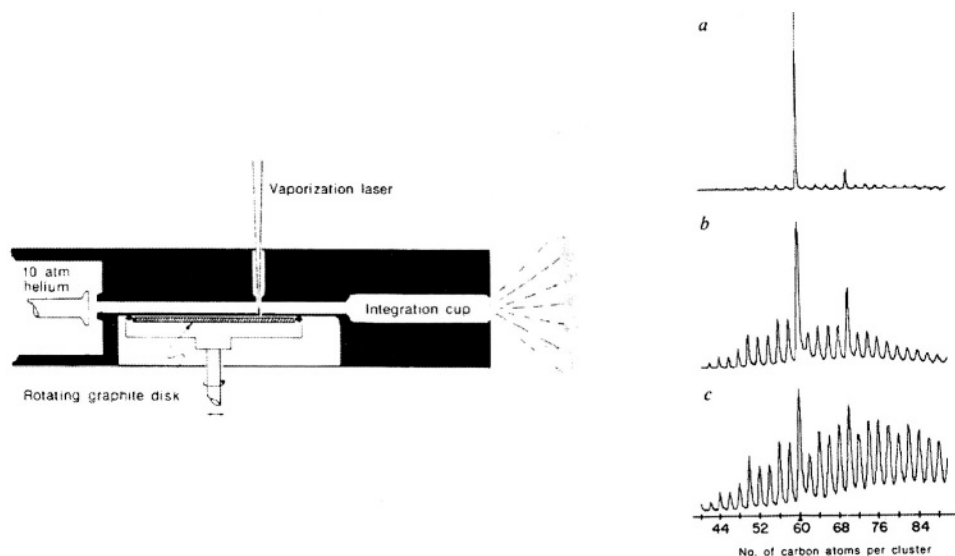 Vaporization laser
10 atm
helium
Integration cup
Rotating graphite disk
a
b
c
44 52 60 68 76 84
No. of carbon atoms per cluster